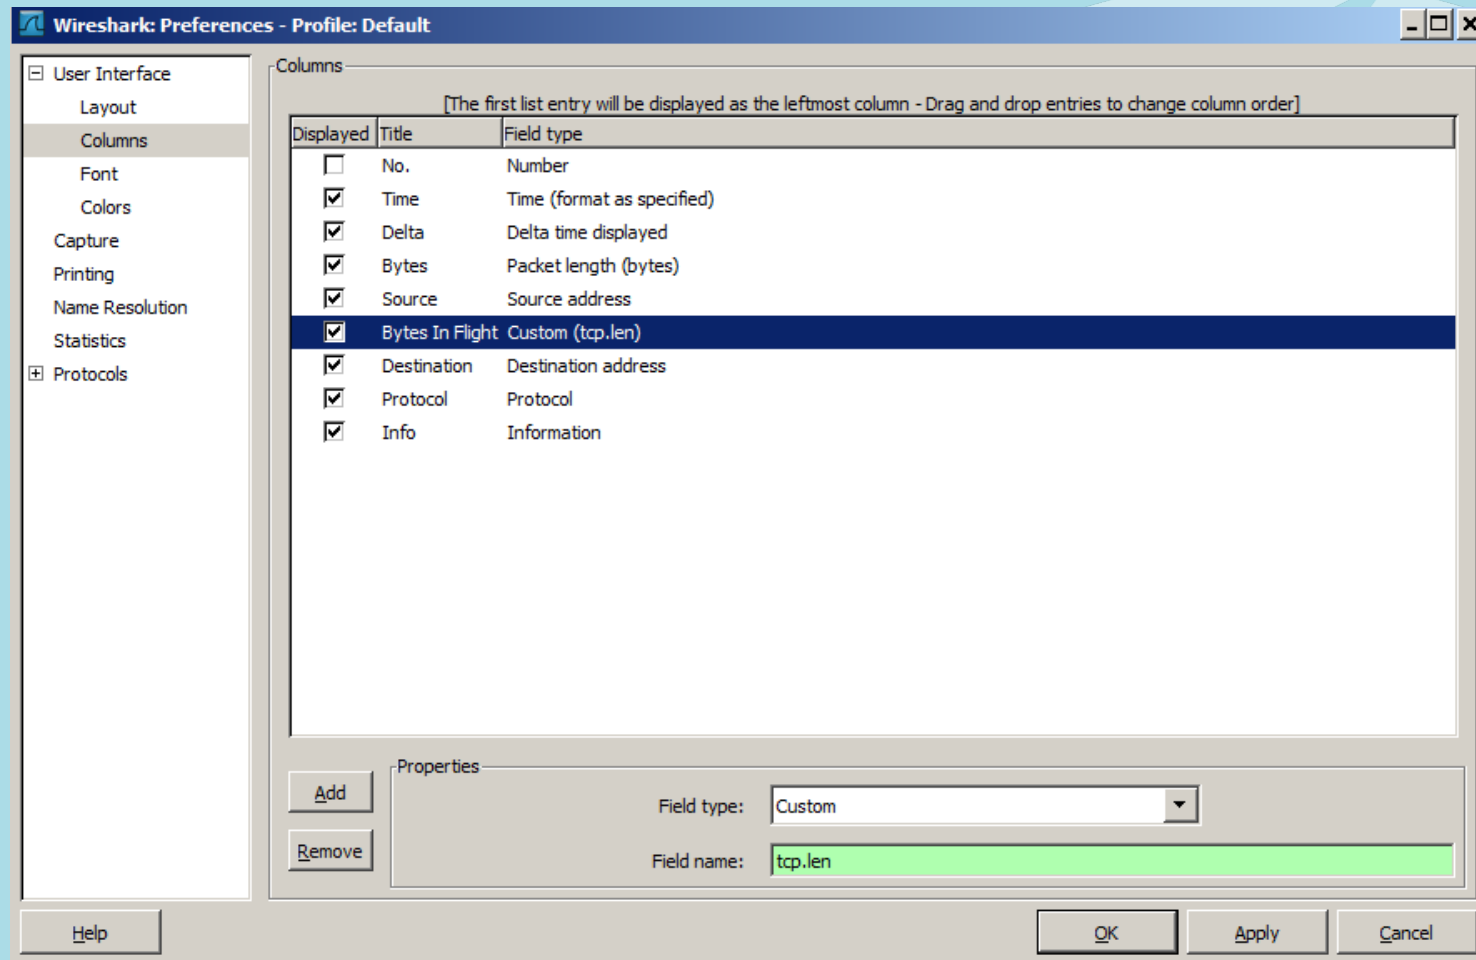 Wireshark: Preferences - Profile: Default
User Interface
Layout
Columns
Font
Colors
Capture
Printing
Name Resolution
Statistics
Protocols
Columns
[The first list entry will be displayed as the leftmost column - Drag and drop entries to change column order]
Displayed Title Field type
No. Number
Time Time (format as specified)
Delta Delta time displayed
Bytes Packet length (bytes)
Source Source address
Bytes In Flight Custom (tcp.len)
Destination Destination address
Protocol Protocol
Info Information
Add
Remove
Properties
Field type: Custom
Field name: tcp.len
Help
OK
Apply
Cancel